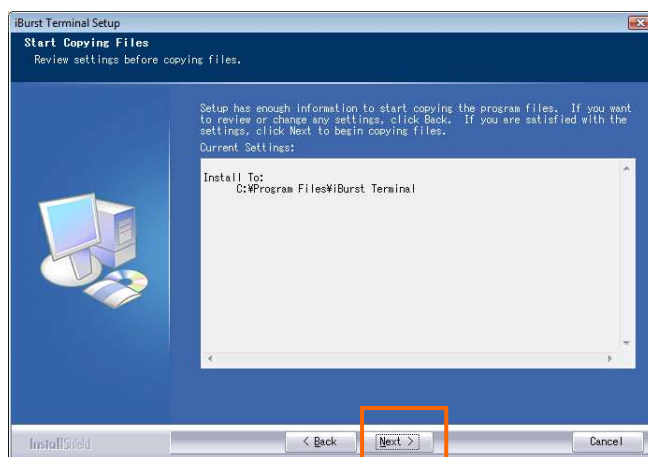 iBurst Terminal Setup
Start Copying Files
Review settings before copying files.
Setup has enough information to start copying the program files.  If you want
to review or change any settings, click Back.  If you are satisfied with the
settings, click Next to begin copying files.
Current Settings:
Install To:
C:¥Program Files¥iBurst Terminal
InstallShield
< Back
Next >
Cancel